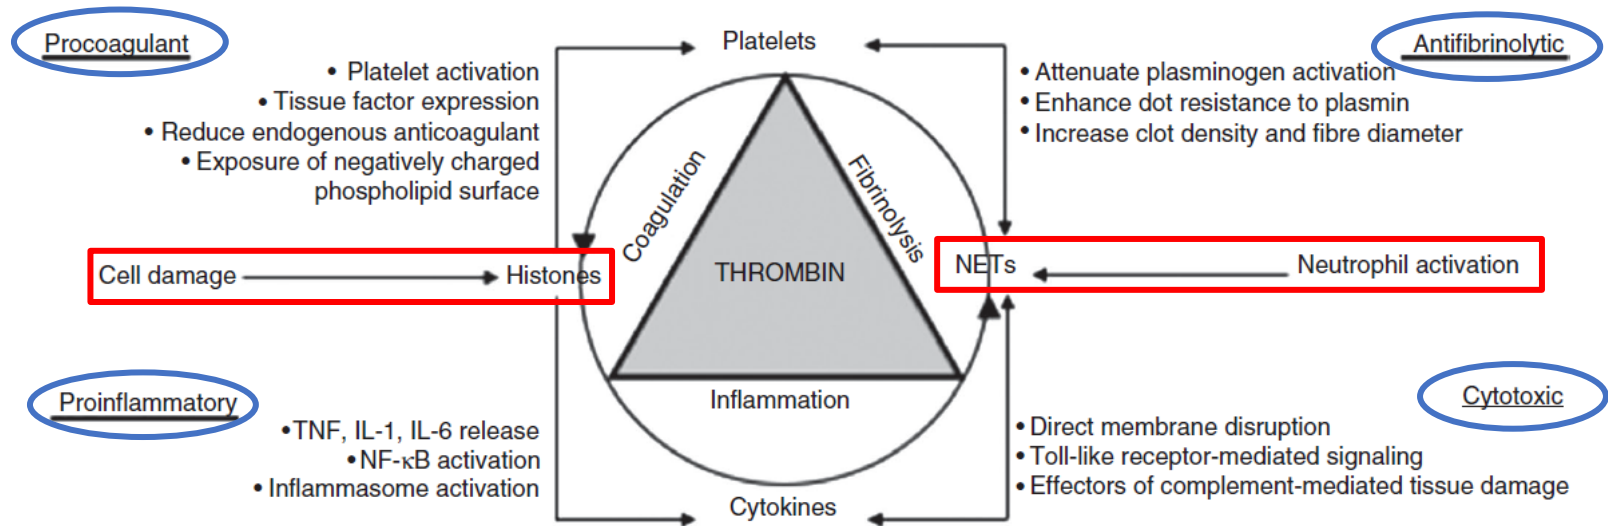 Procoagulant
• Platelet activation
• Tissue factor expression
• Reduce endogenous anticoagulant
• Exposure of negatively charged
phospholipid surface
Platelets
Antifibrinolytic
• Attenuate plasminogen activation
• Enhance dot resistance to plasmin
• Increase clot density and fibre diameter
Coagulation
Fibrinolysis
Cell damage
Histones
THROMBIN
NETs
Neutrophil activation
Inflammation
Proinflammatory
• TNF, IL-1, IL-6 release
• NF-κB activation
• Inflammasome activation
Cytokines
Cytotoxic
• Direct membrane disruption
• Toll-like receptor-mediated signaling
• Effectors of complement-mediated tissue damage